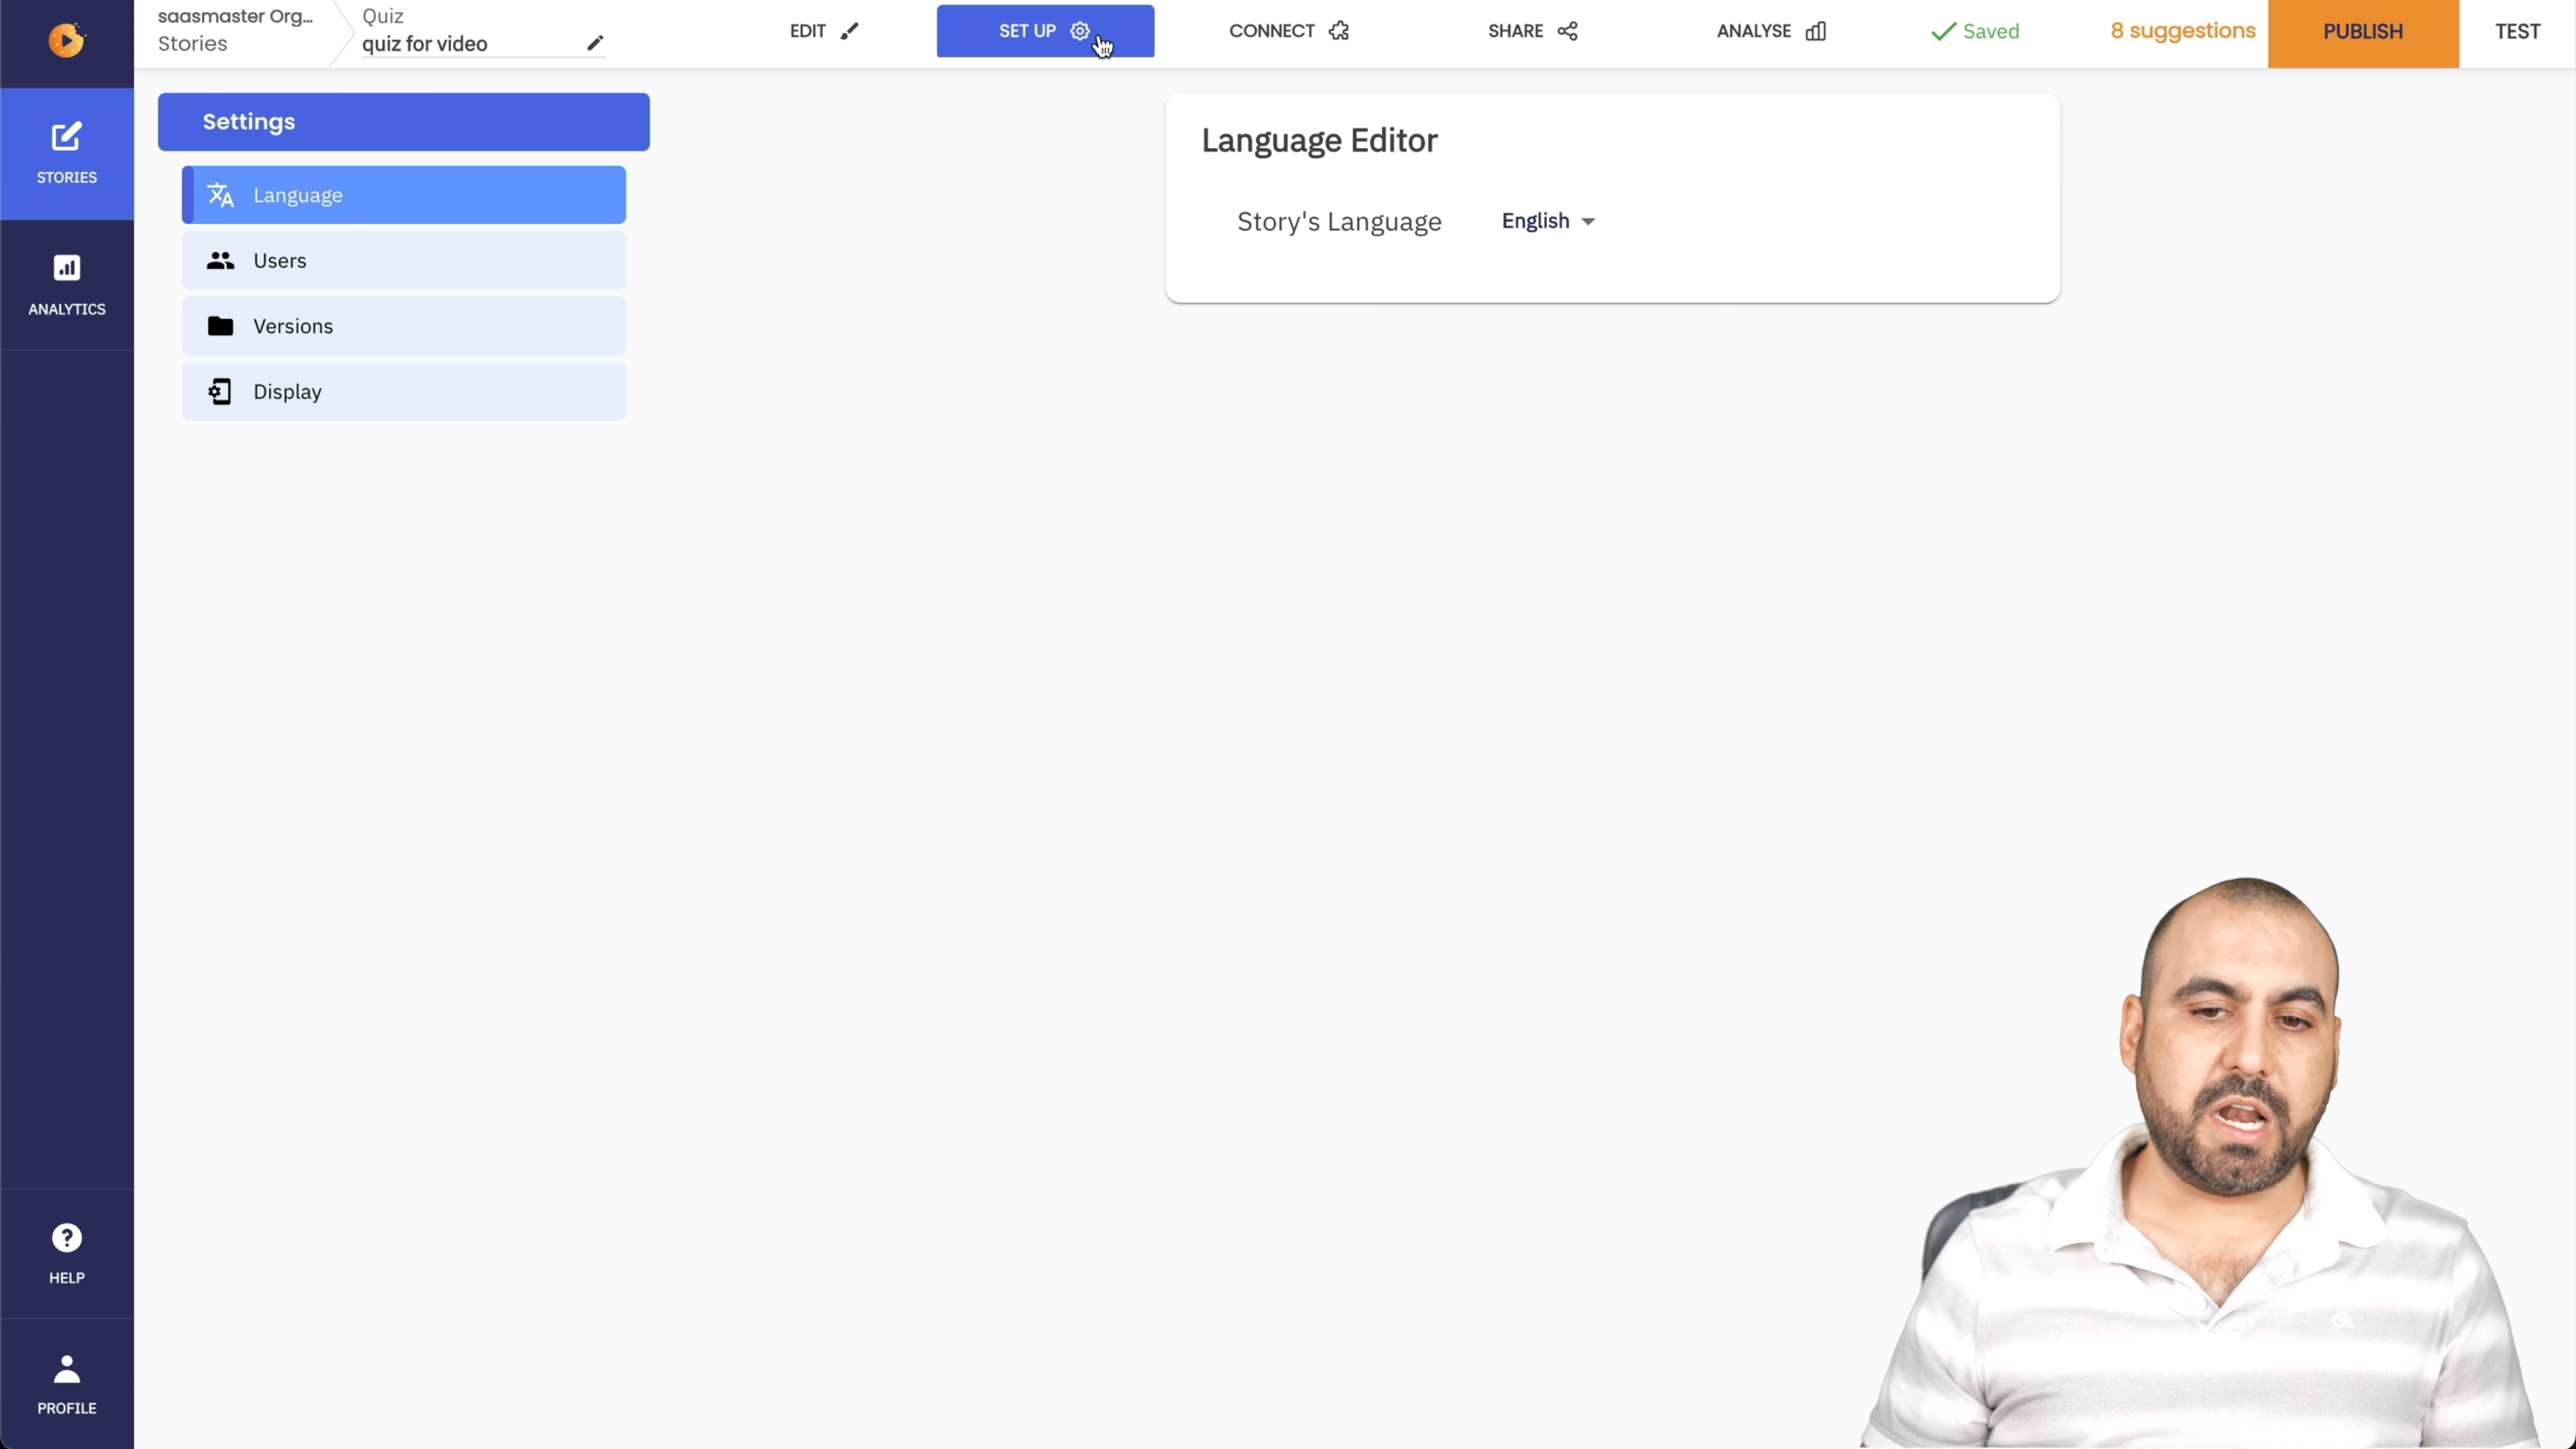 saasmaster Org...
Stories
Quiz
quiz for video
EDIT
SET UP
CONNECT
SHARE
ANALYSE
Saved
8 suggestions
PUBLISH
TEST
STORIES
ANALYTICS
HELP
PROFILE
Settings
Language
Users
Versions
Display
Language Editor
Story's Language
English
ck